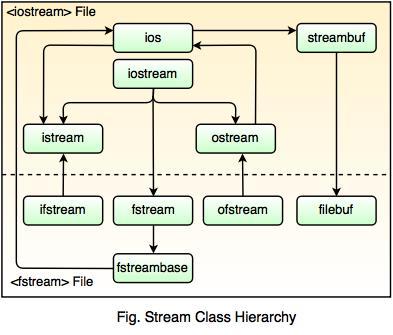 <iostream> File
ios
streambuf
iostream
istream
ostream
ifstream
fstream
ofstream
filebuf
fstreambase
<fstream> File
Fig. Stream Class Hierarchy